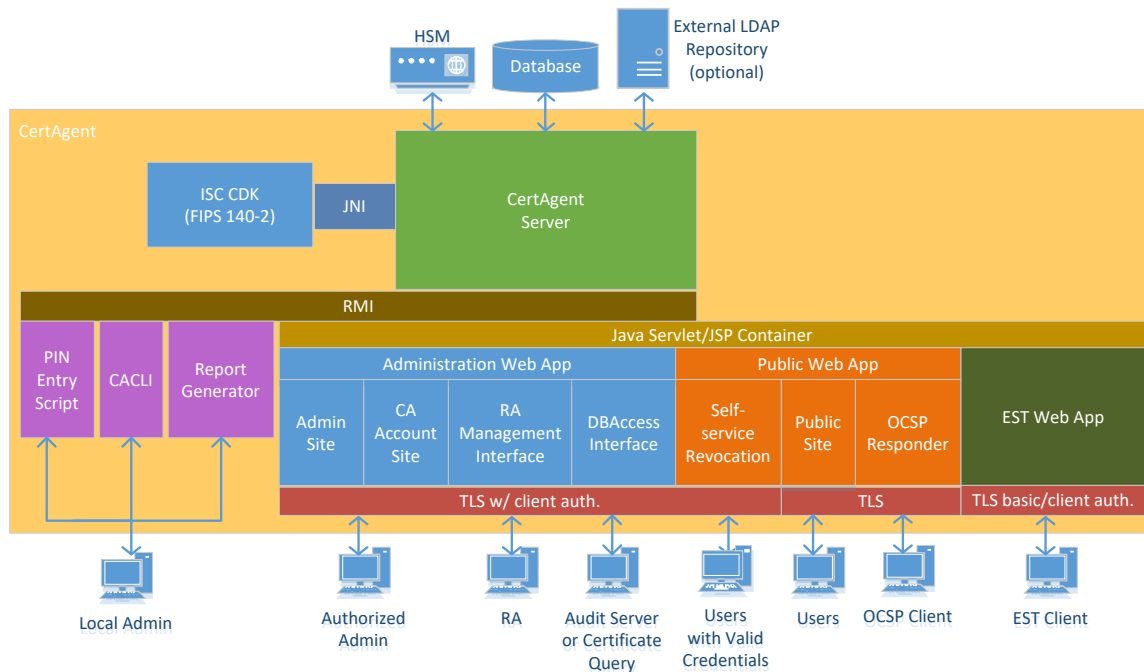 HSM
Database
External LDAP
Repository
(optional)
CertAgent
ISC CDK
(FIPS 140-2)
JNI
CertAgent
Server
RMI
Java Servlet/JSP Container
PIN
Entry
Script
CACLI
Report
Generator
Administration Web App
Public Web App
EST Web App
Admin
Site
CA
Account
Site
RA
Management
Interface
DBAccess
Interface
Self-
service
Revocation
Public
Site
OCSP
Responder
TLS w/ client auth.
TLS
TLS basic/client auth.
Local Admin
Authorized
Admin
RA
Audit Server
or Certificate
Query
Users
with Valid
Credentials
Users
OCSP Client
EST Client